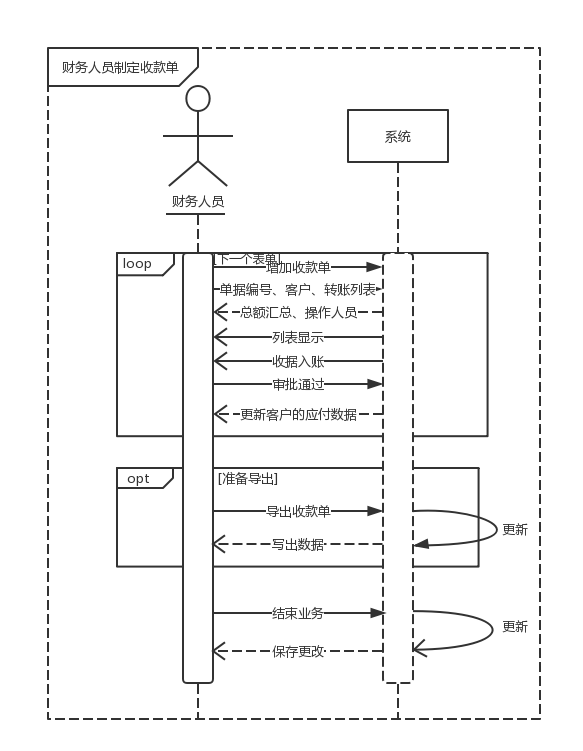 财务人员制定收款单
系统
财务人员
loop
[下一个表单]
增加收款单
单据编号、客户、转账列表
总额汇总、操作人员
列表显示
收据入账
审批通过
更新客户的应付数据
opt
[准备导出]
导出收款单
更新
写出数据
结束业务
更新
保存更改